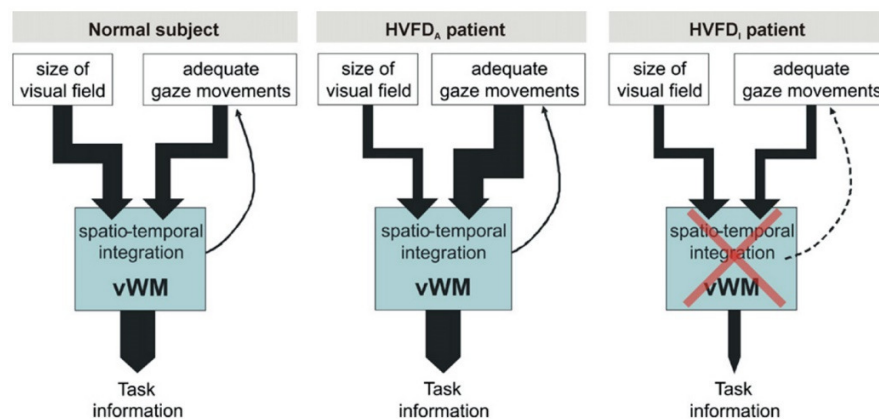 Normal subject
size of
visual field
adequate
gaze movements
spatio-temporal
integration
vWM
Task
information
HVFD_A patient
size of
visual field
adequate
gaze movements
spatio-temporal
integration
vWM
Task
information
HVFD_I patient
size of
visual field
adequate
gaze movements
spatio-temporal
integration
vWM
Task
information